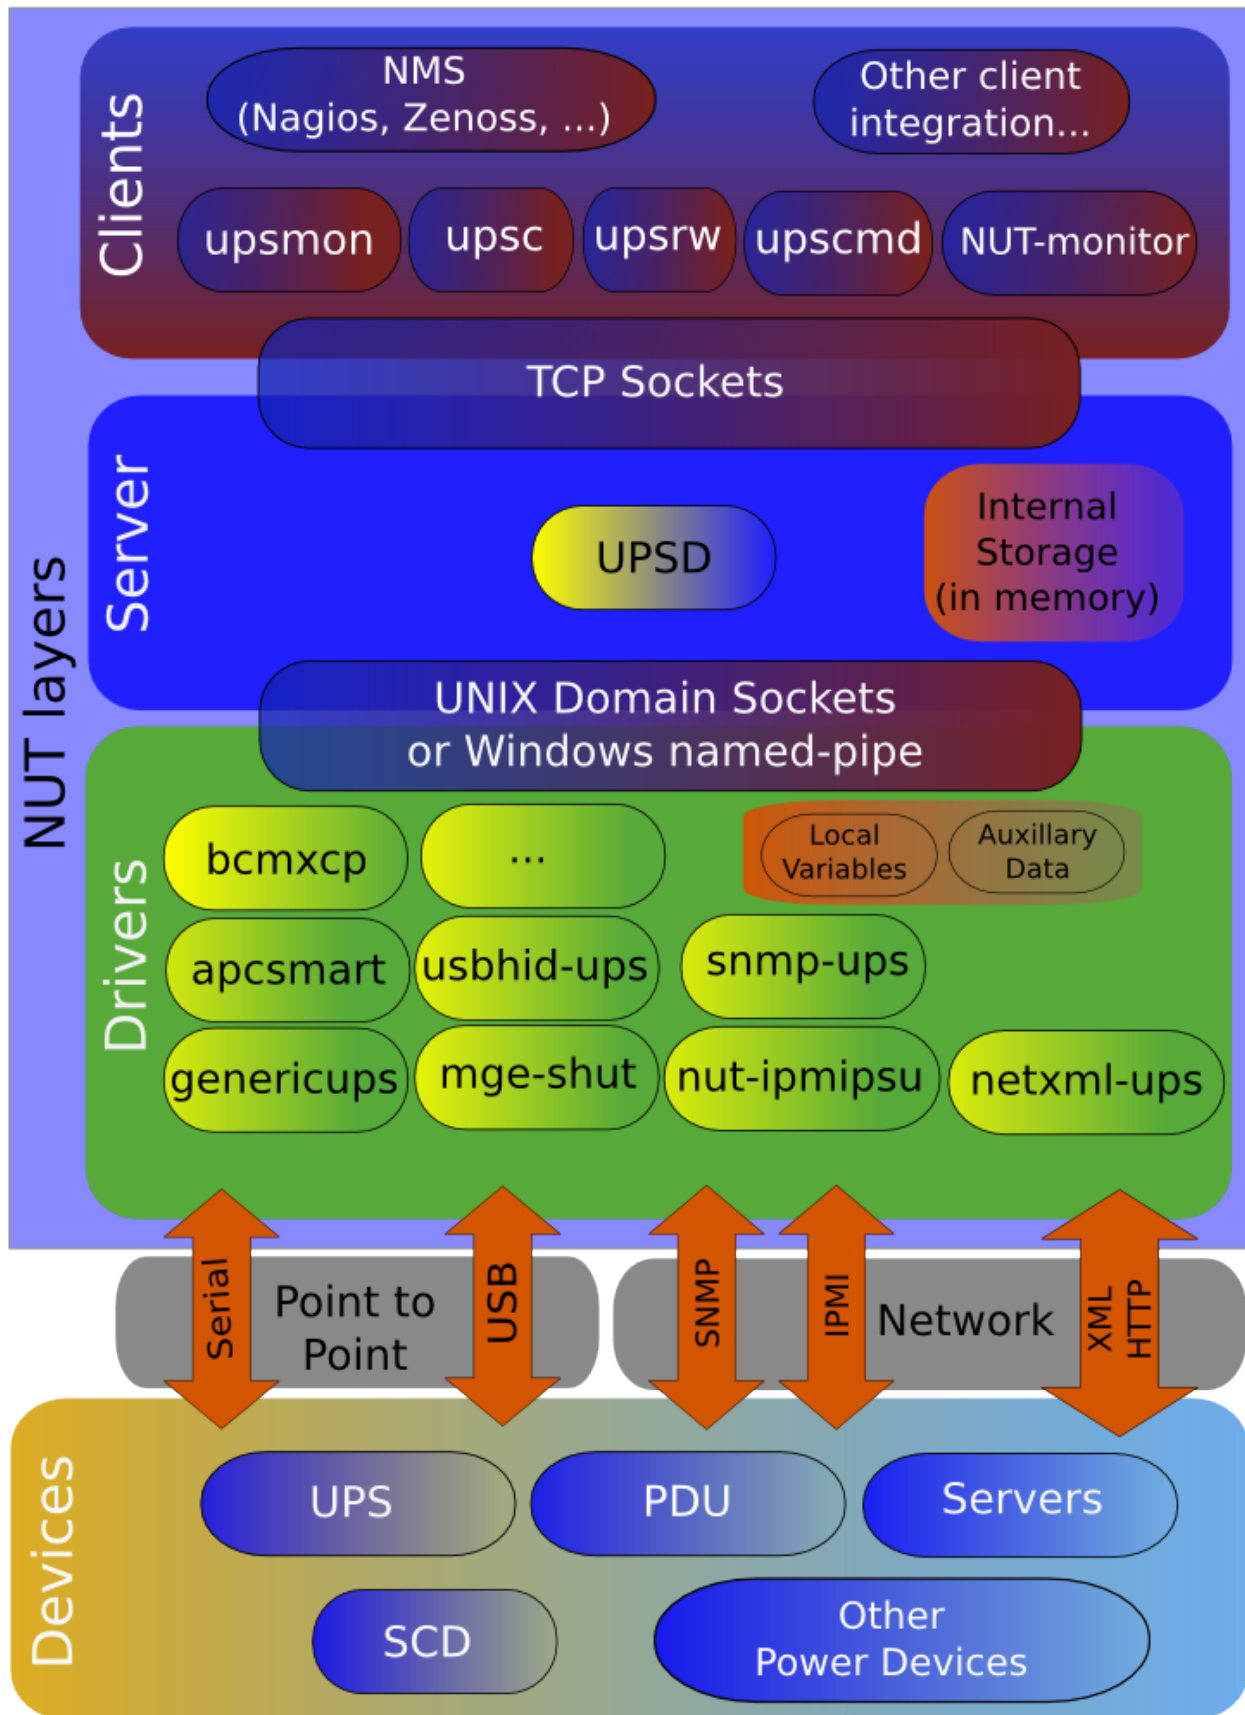 NUT layers
Clients
NMS
(Nagios, Zenoss, ...)
Other client
integration...
upsmon
upsc
upsrw
upscmd
NUT-monitor
TCP Sockets
Server
UPSD
Internal
Storage
(in memory)
UNIX Domain Sockets
or Windows named-pipe
Drivers
bcmxcp
...
Local
Variables
Auxillary
Data
apcsmart
usbhid-ups
snmp-ups
genericups
mge-shut
nut-ipmipsu
netxml-ups
Serial
Point to
Point
USB
SNMP
IPMI
Network
XML
HTTP
Devices
UPS
PDU
Servers
SCD
Other
Power Devices